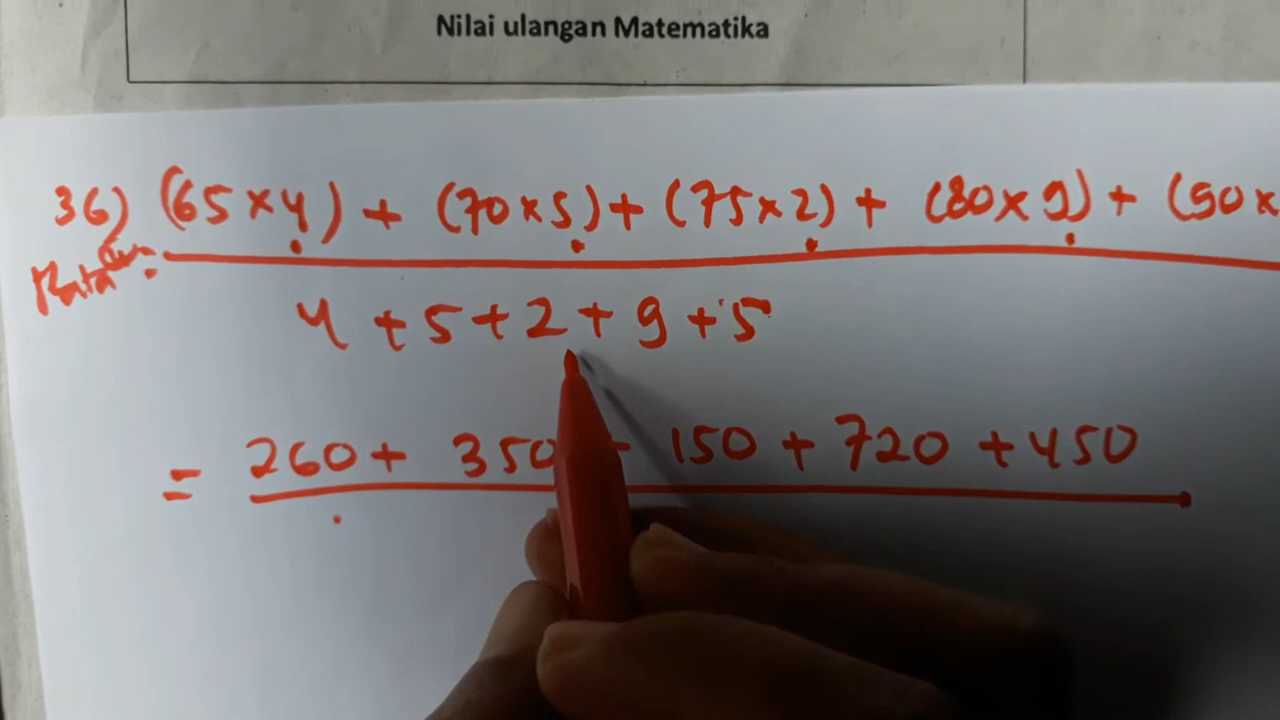 Nilai ulangan Matematika
36) (65 x 4) + (70 x 5) + (75 x 2) + (80 x 9) + (90 x
Rata
4 + 5 + 2 + 9 + 5
= 260 + 350 + 150 + 720 + 450